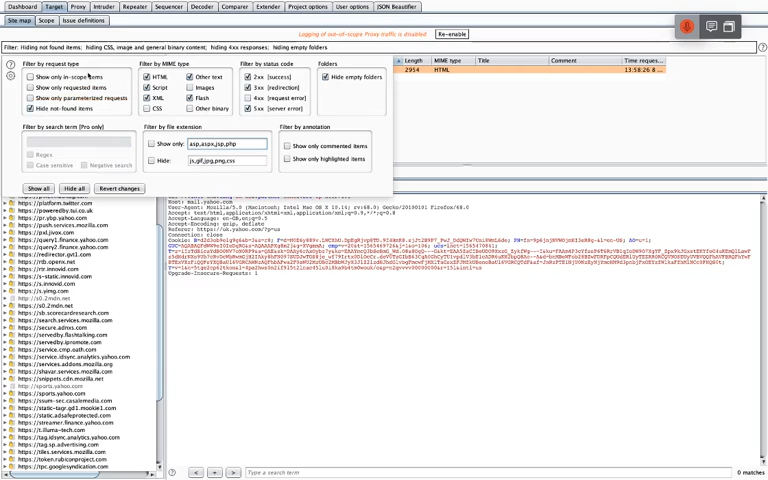 Dashboard Target Proxy Intruder Repeater Sequencer Decoder Comparer Extender Project options User options JSON Beautifier
Site map Scope Issue definitions
Logging of out-of-scope Proxy traffic is disabled Re-enable
Filter: Hiding not found items; hiding CSS, image and general binary content; hiding 4xx responses; hiding empty folders
Filter by request type
Show only in-scope items
Show only requested items
Show only parameterized requests
Hide not-found items
Filter by MIME type
HTML Other text
Script Images
XML Flash
CSS Other binary
Filter by status code
2xx [success]
3xx [redirection]
4xx [request error]
5xx [server error]
Folders
Hide empty folders
Length MIME type Title Comment Time reques...
2954 HTML 13:58:26 8 ...
Filter by search term [Pro only]
Regex
Case sensitive Negative search
Filter by file extension
Show only: asp,aspx,jsp,php
Hide: js,gif,jpg,png,css
Filter by annotation
Show only commented items
Show only highlighted items
Show all Hide all Revert changes
https://platform.twitter.com
https://poweredby.tui.co.uk
https://pr.ybp.yahoo.com
https://push.services.mozilla.com
https://pxl.jivox.com
https://query1.finance.yahoo.com
https://query2.finance.yahoo.com
https://redirector.gvt1.com
https://rtb.openx.net
https://rtr.innovid.com
https://s-static.innovid.com
https://s.innovid.com
https://s.yimg.com
http://s0.2mdn.net
https://s0.2mdn.net
https://sb.scorecardresearch.com
https://search.services.mozilla.com
https://secure.adnxs.com
https://servedby.flashtalking.com
https://servedby.ipromote.com
https://service.cmp.oath.com
https://service.idsync.analytics.yahoo.com
https://services.addons.mozilla.org
https://shavar.services.mozilla.com
https://snippets.cdn.mozilla.net
http://sports.yahoo.com
https://sports.yahoo.com
https://ssum-sec.casalemedia.com
https://static-tagr.gd1.mookie1.com
https://static.adsafeprotected.com
https://streamer.finance.yahoo.com
https://t.illuma-tech.com
https://tag.idsync.analytics.yahoo.com
https://tag.sp.advertising.com
https://tiles.services.mozilla.com
https://token.rubiconproject.com
https://tpc.googlesyndication.com
Host: mail.yahoo.com
User-Agent: Mozilla/5.0 (Macintosh; Intel Mac OS X 10.14; rv:68.0) Gecko/20100101 Firefox/68.0
Accept: text/html,application/xhtml+xml,application/xml;q=0.9,*/*;q=0.8
Accept-Language: en-GB,en;q=0.5
Accept-Encoding: gzip, deflate
Referer: https://uk.yahoo.com/?p=us
Connection: close
Upgrade-Insecure-Requests: 1
Type a search term
0 matches